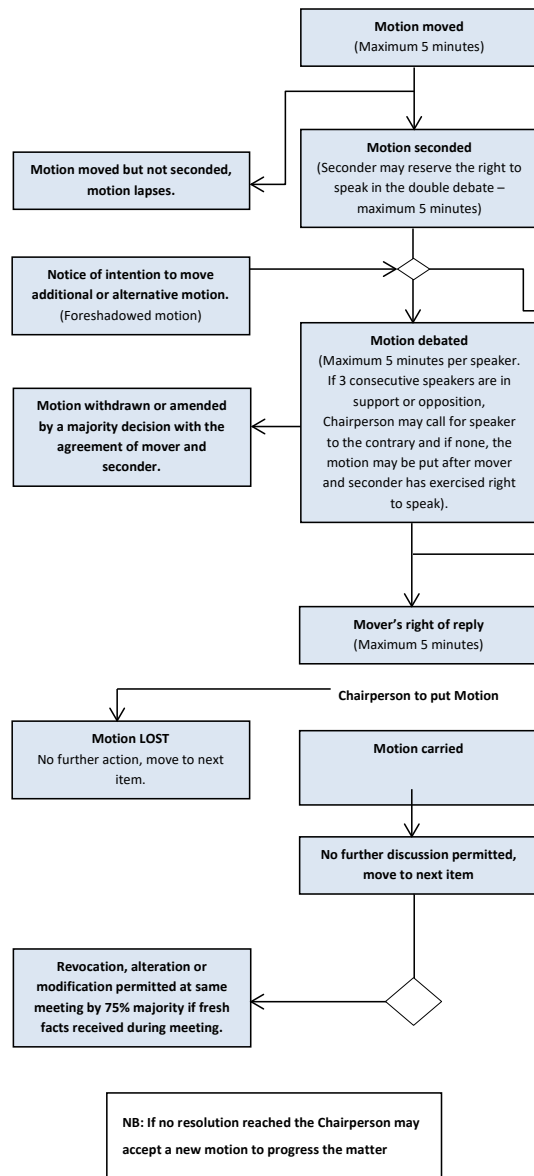 Motion moved
(Maximum 5 minutes)
Motion seconded
(Seconder may reserve the right to
speak in the double debate –
maximum 5 minutes)
Motion moved but not seconded,
motion lapses.
Notice of intention to move
additional or alternative motion.
(Foreshadowed motion)
Motion debated
(Maximum 5 minutes per speaker.
If 3 consecutive speakers are in
support or opposition,
Chairperson may call for speaker
to the contrary and if none, the
motion may be put after mover
and seconder has exercised right
to speak).
Motion withdrawn or amended
by a majority decision with the
agreement of mover and
seconder.
Mover’s right of reply
(Maximum 5 minutes)
Chairperson to put Motion
Motion LOST
No further action, move to next
item.
Motion carried
No further discussion permitted,
move to next item
Revocation, alteration or
modification permitted at same
meeting by 75% majority if fresh
facts received during meeting.
NB: If no resolution reached the Chairperson may
accept a new motion to progress the matter